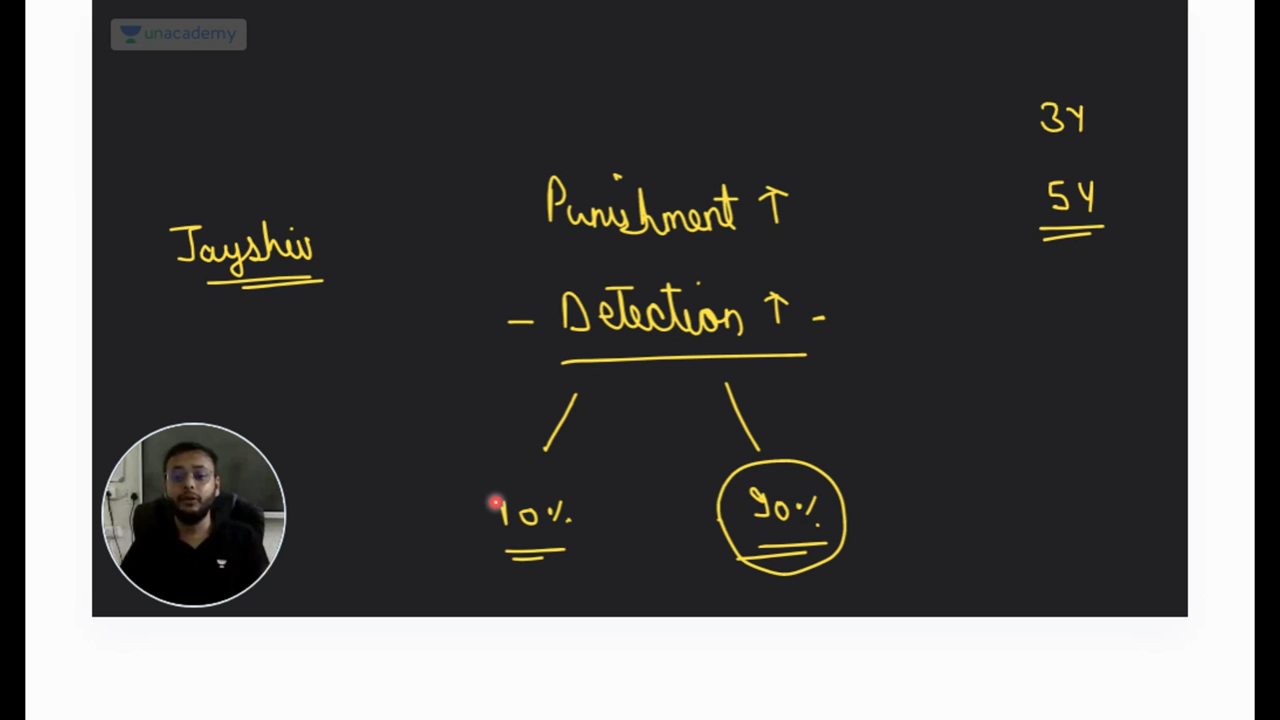 unacademy
3Y
5Y
Punishment ↑
Jayshiv
- Detection ↑ -
10%
90%